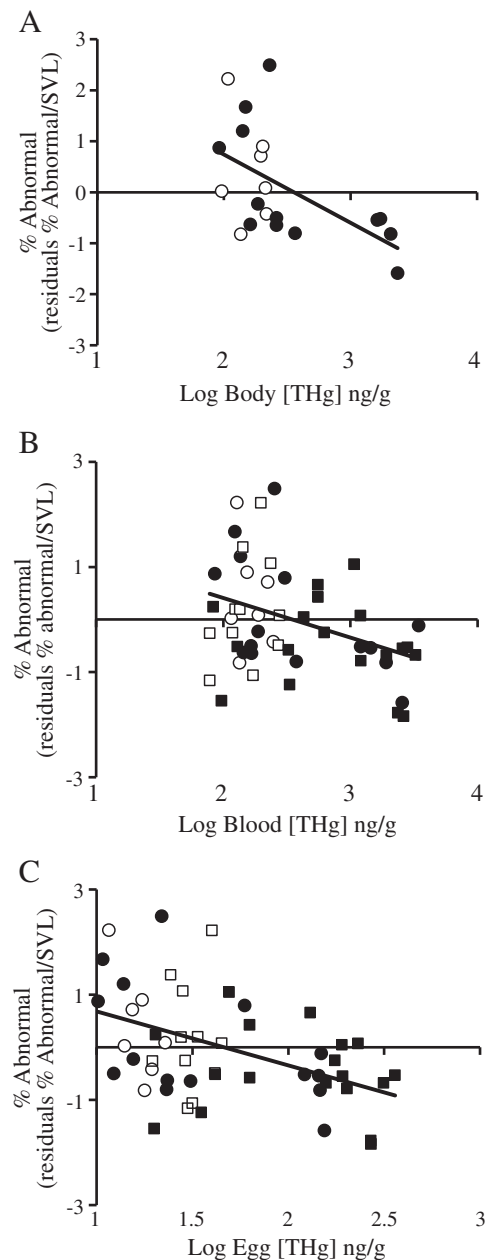 A
% Abnormal
(residuals % Abnormal/SVL)
3
2
1
0
-1
-2
-3
1
2
3
4
Log Body [THg] ng/g
B
% Abnormal
(residuals % abnormal/SVL)
3
1
-1
-3
1
2
3
4
Log Blood [THg] ng/g
C
% Abnormal
(residuals % Abnormal/SVL)
3
1
-1
-3
1
1.5
2
2.5
3
Log Egg [THg] ng/g